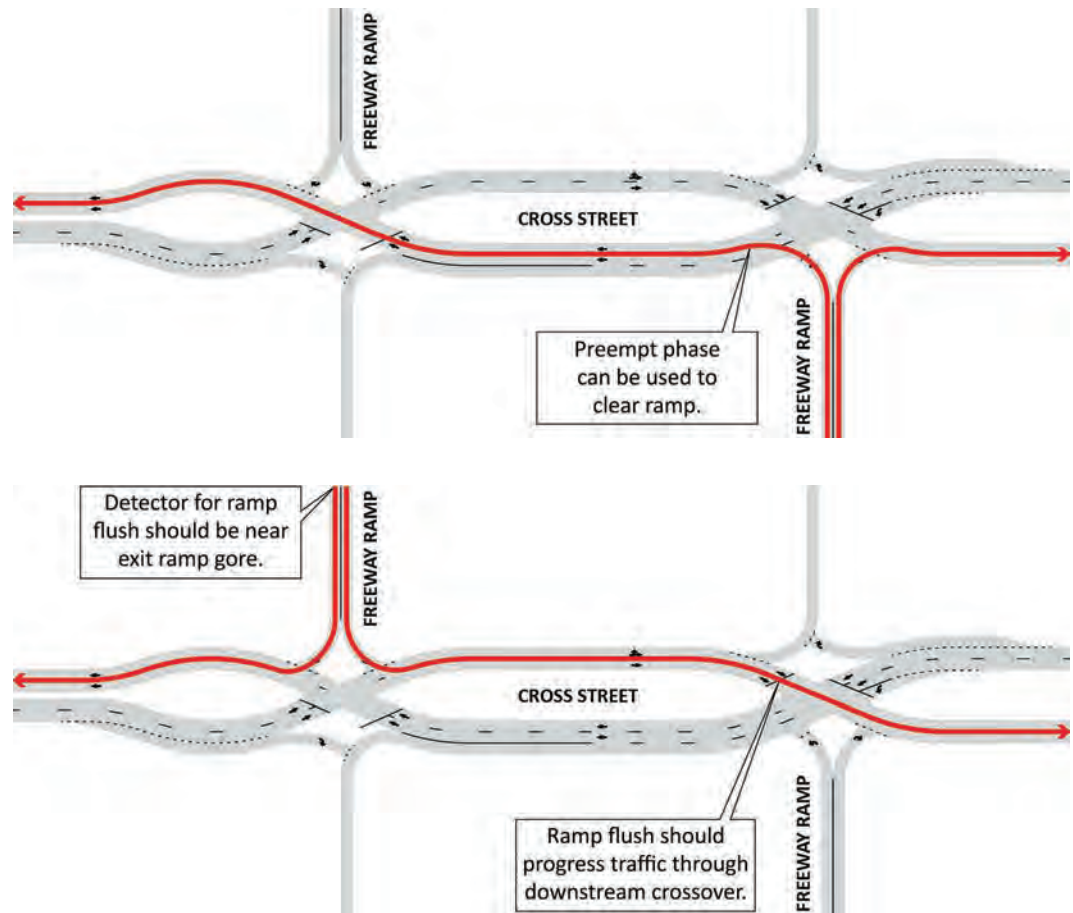 FREEWAY RAMP
CROSS STREET
Preempt phase
can be used to
clear ramp.
FREEWAY RAMP
Detector for ramp
flush should be near
exit ramp gore.
FREEWAY RAMP
CROSS STREET
Ramp flush should
progress traffic through
downstream crossover.
FREEWAY RAMP